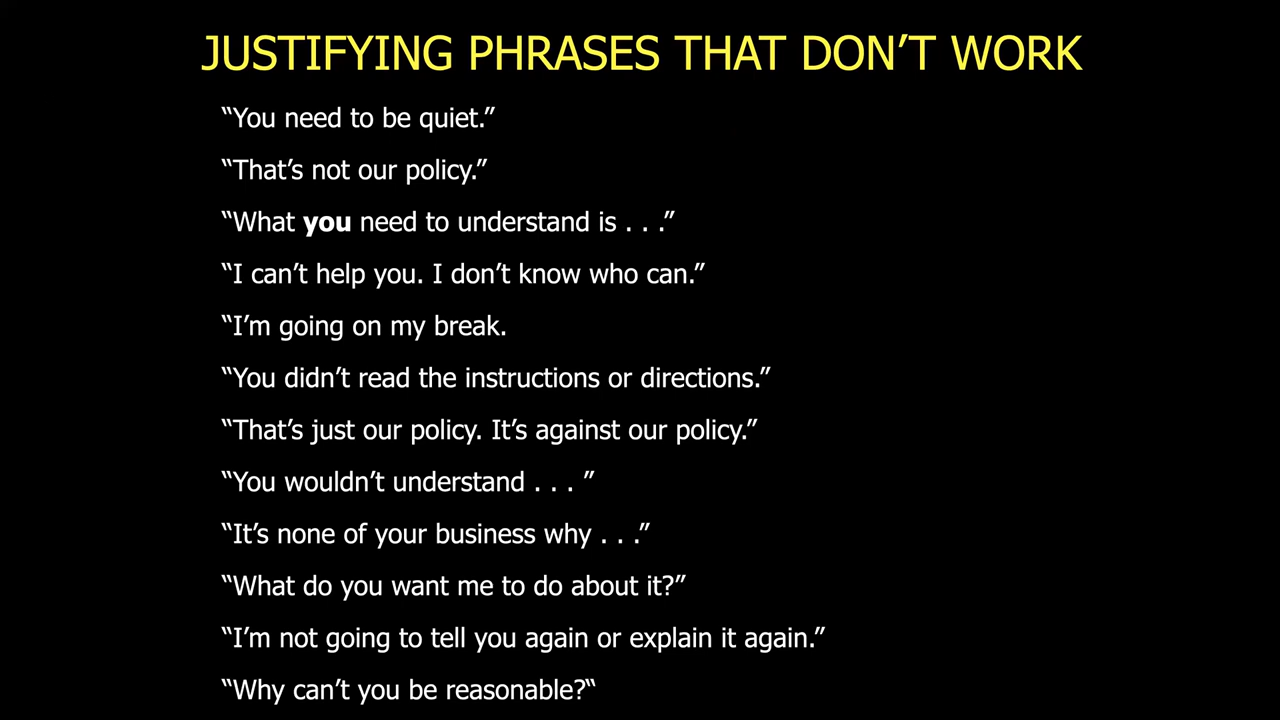 JUSTIFYING PHRASES THAT DON’T WORK
“You need to be quiet.”
“That’s not our policy.”
“What you need to understand is . . .”
“I can’t help you. I don’t know who can.”
“I’m going on my break.
“You didn’t read the instructions or directions.”
“That’s just our policy. It’s against our policy.”
“You wouldn’t understand . . . ”
“It’s none of your business why . . .”
“What do you want me to do about it?”
“I’m not going to tell you again or explain it again.”
“Why can’t you be reasonable?“